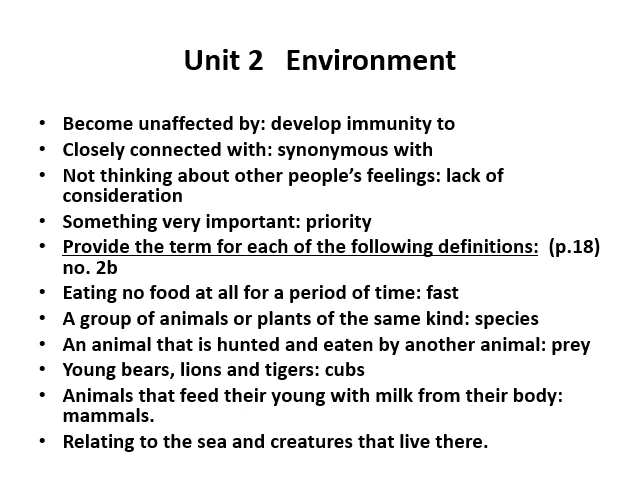 Unit 2   Environment
• Become unaffected by: develop immunity to
• Closely connected with: synonymous with
• Not thinking about other people’s feelings: lack of
consideration
• Something very important: priority
• Provide the term for each of the following definitions:  (p.18)
no. 2b
• Eating no food at all for a period of time: fast
• A group of animals or plants of the same kind: species
• An animal that is hunted and eaten by another animal: prey
• Young bears, lions and tigers: cubs
• Animals that feed their young with milk from their body:
mammals.
• Relating to the sea and creatures that live there.